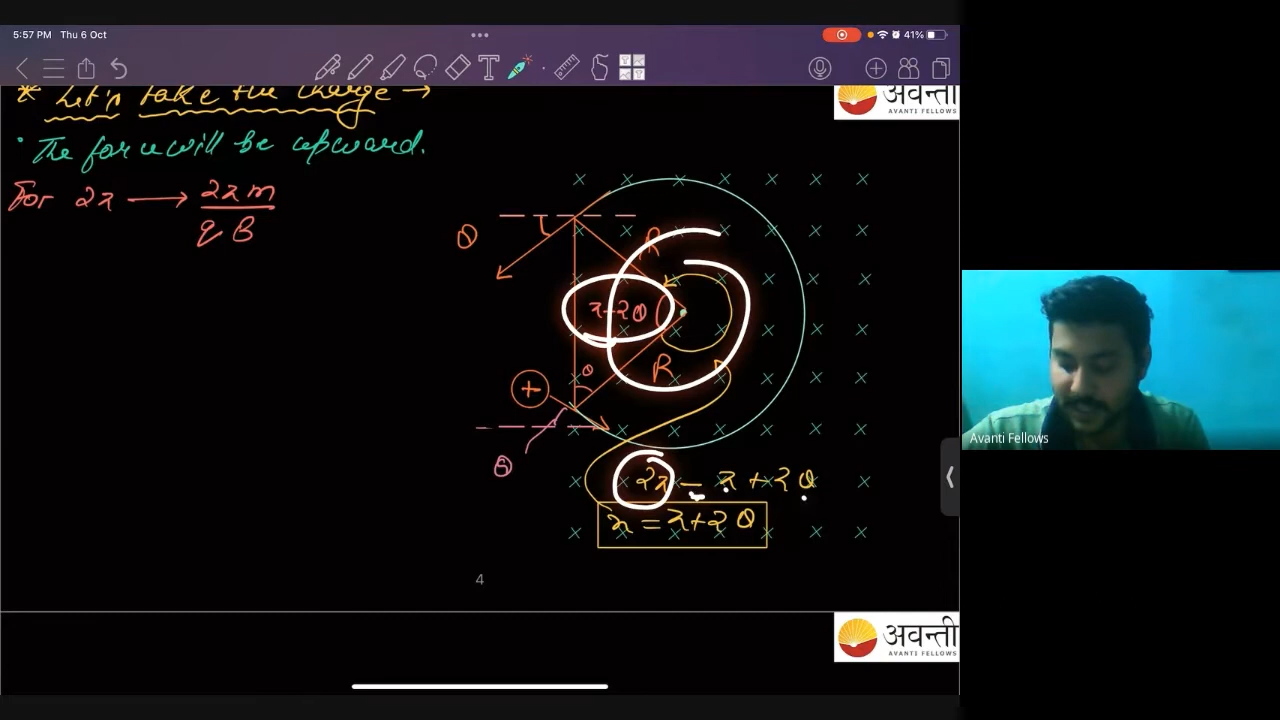 5:57 PM Thu 6 Oct
41%
* Let's take the charge →
अवन्ती
AVANTI FELLOWS
• The force will be upward.
For 2π → 2πm
qB
θ
R
π-2θ
θ
R
+
θ
Avanti Fellows
2π - π + 2θ
x = π + 2θ
4
अवन्ती
AVANTI FELLOWS